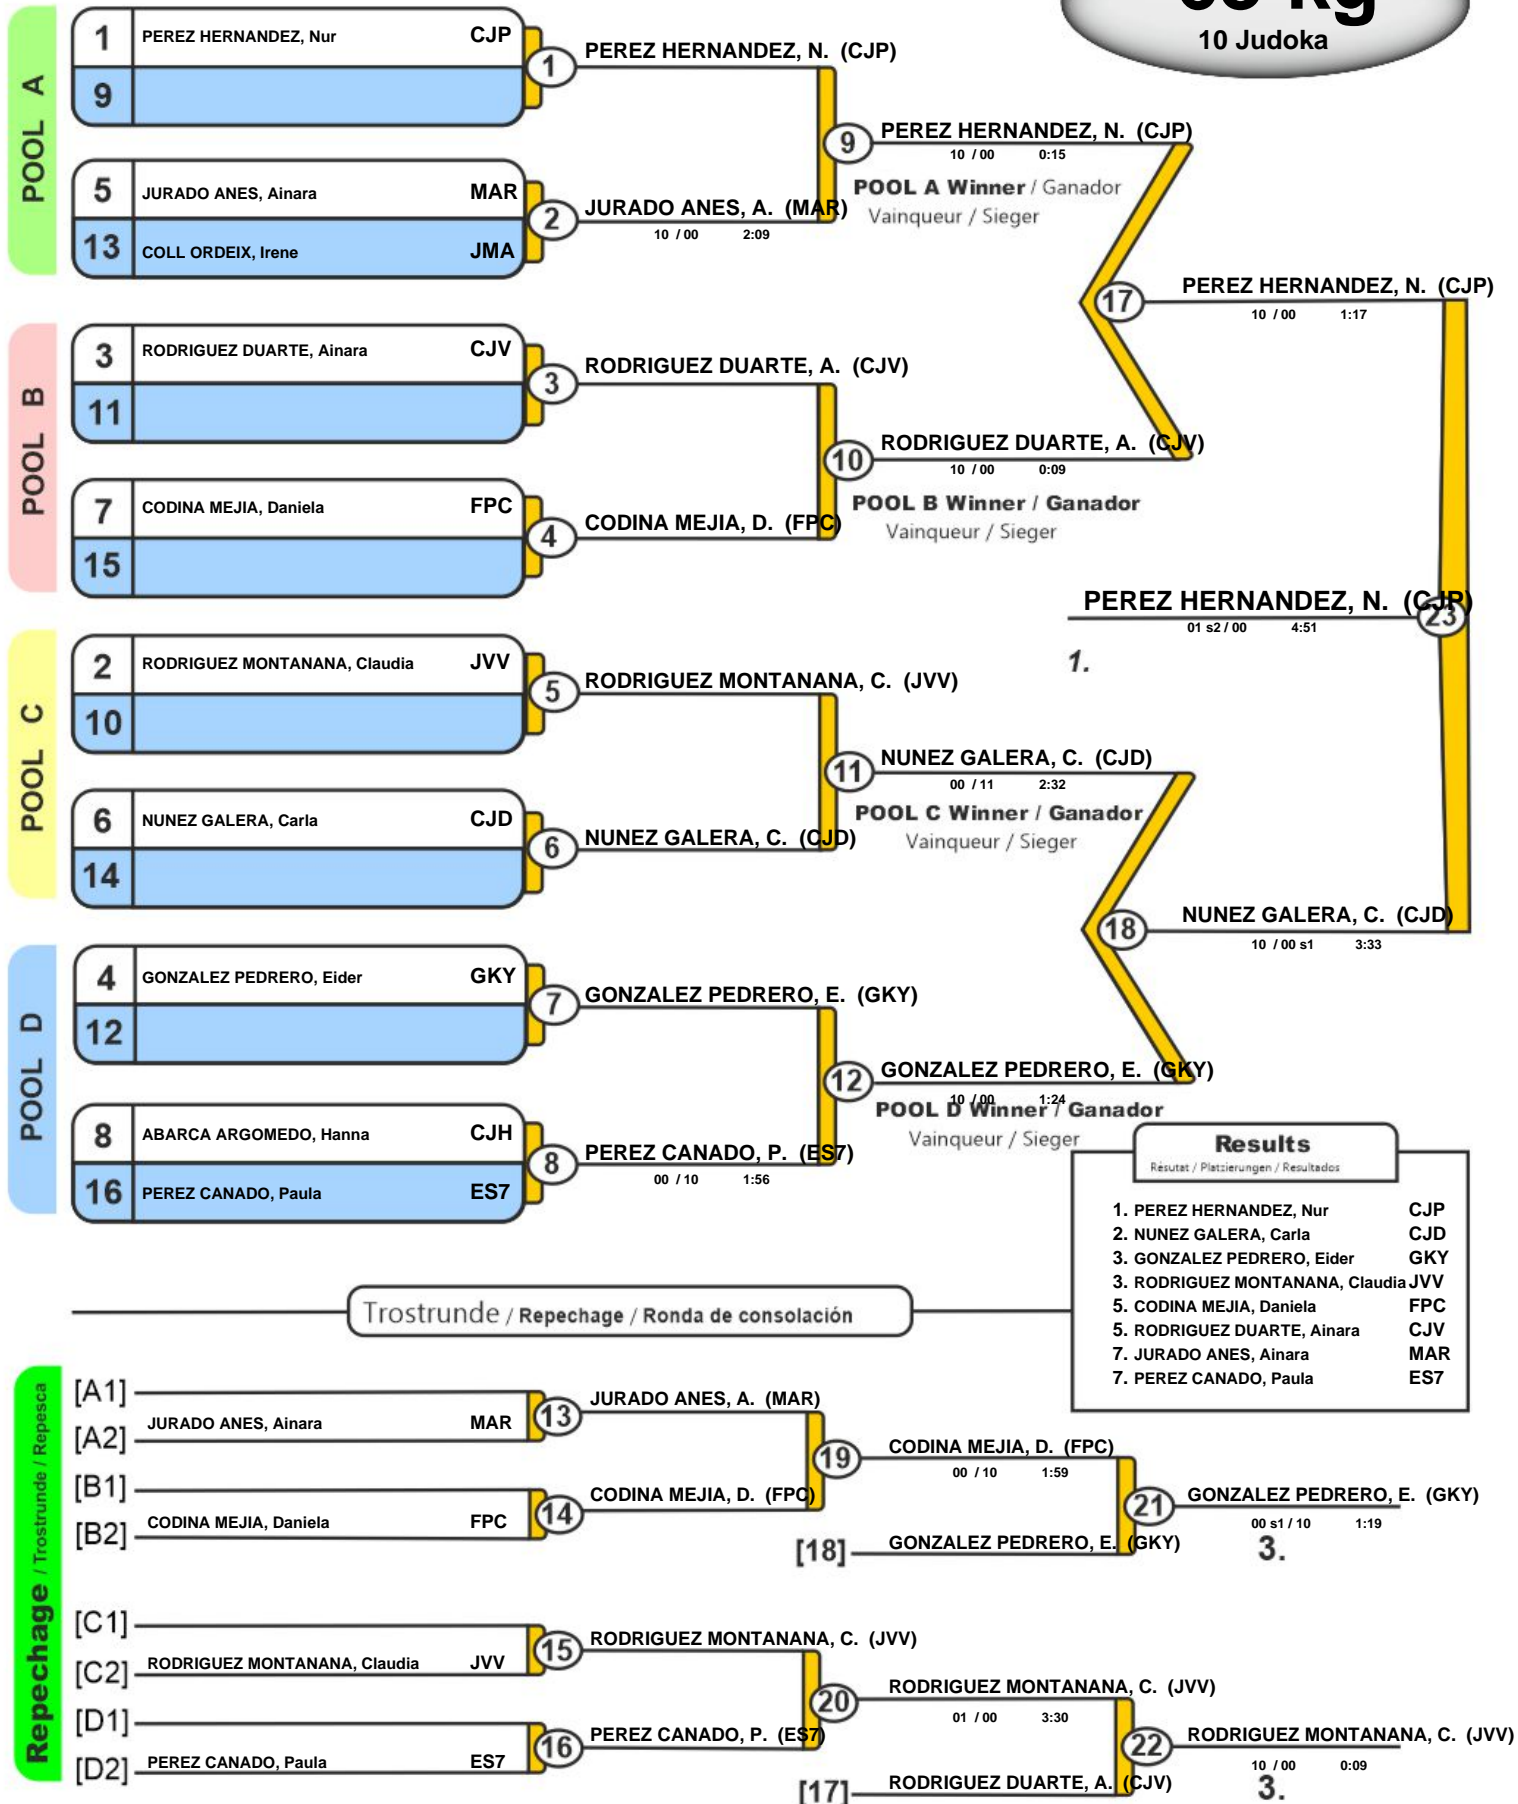 10 Judoka
POOL A
1 PEREZ HERNANDEZ, Nur CJP
9
1 PEREZ HERNANDEZ, N. (CJP)
5 JURADO ANES, Ainara MAR
13 COLL ORDEIX, Irene JMA
2 JURADO ANES, A. (MAR)
10 / 00 2:09
9 PEREZ HERNANDEZ, N. (CJP)
10 / 00 0:15
POOL A Winner / Ganador
Vainqueur / Sieger
POOL B
3 RODRIGUEZ DUARTE, Ainara CJV
11
3 RODRIGUEZ DUARTE, A. (CJV)
7 CODINA MEJIA, Daniela FPC
15
4 CODINA MEJIA, D. (FPC)
10 RODRIGUEZ DUARTE, A. (CJV)
10 / 00 0:09
POOL B Winner / Ganador
Vainqueur / Sieger
17 PEREZ HERNANDEZ, N. (CJP)
10 / 00 1:17
PEREZ HERNANDEZ, N. (CJP)
23
01 s2 / 00 4:51
1.
POOL C
2 RODRIGUEZ MONTANANA, Claudia JVV
10
5 RODRIGUEZ MONTANANA, C. (JVV)
6 NUNEZ GALERA, Carla CJD
14
6 NUNEZ GALERA, C. (CJD)
11 NUNEZ GALERA, C. (CJD)
00 / 11 2:32
POOL C Winner / Ganador
Vainqueur / Sieger
18 NUNEZ GALERA, C. (CJD)
10 / 00 s1 3:33
POOL D
4 GONZALEZ PEDRERO, Eider GKY
12
7 GONZALEZ PEDRERO, E. (GKY)
8 ABARCA ARGOMEDO, Hanna CJH
16 PEREZ CANADO, Paula ES7
8 PEREZ CANADO, P. (ES7)
00 / 10 1:56
12 GONZALEZ PEDRERO, E. (GKY)
10 / 00 1:24
POOL D Winner / Ganador
Vainqueur / Sieger
Results
Résutat / Platzierungen / Resultados
1. PEREZ HERNANDEZ, Nur CJP
2. NUNEZ GALERA, Carla CJD
3. GONZALEZ PEDRERO, Eider GKY
3. RODRIGUEZ MONTANANA, Claudia JVV
5. CODINA MEJIA, Daniela FPC
5. RODRIGUEZ DUARTE, Ainara CJV
7. JURADO ANES, Ainara MAR
7. PEREZ CANADO, Paula ES7
Trostrunde / Repechage / Ronda de consolación
Repechage / Trostrunde / Repesca
[A1]
[A2] JURADO ANES, Ainara MAR
13 JURADO ANES, A. (MAR)
[B1]
[B2] CODINA MEJIA, Daniela FPC
14 CODINA MEJIA, D. (FPC)
19 CODINA MEJIA, D. (FPC)
00 / 10 1:59
[18] GONZALEZ PEDRERO, E. (GKY)
21 GONZALEZ PEDRERO, E. (GKY)
00 s1 / 10 1:19
3.
[C1]
[C2] RODRIGUEZ MONTANANA, Claudia JVV
15 RODRIGUEZ MONTANANA, C. (JVV)
[D1]
[D2] PEREZ CANADO, Paula ES7
16 PEREZ CANADO, P. (ES7)
20 RODRIGUEZ MONTANANA, C. (JVV)
01 / 00 3:30
[17] RODRIGUEZ DUARTE, A. (CJV)
22 RODRIGUEZ MONTANANA, C. (JVV)
10 / 00 0:09
3.